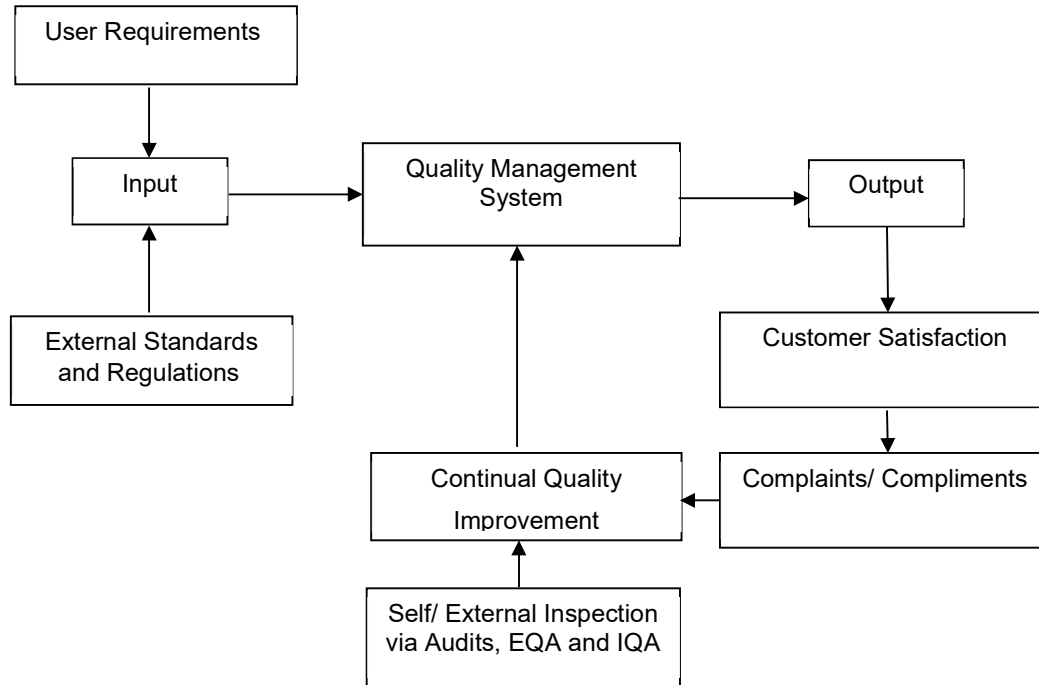 User Requirements
Input
Quality Management
System
Output
External Standards
and Regulations
Customer Satisfaction
Continual Quality
Improvement
Complaints/ Compliments
Self/ External Inspection
via Audits, EQA and IQA